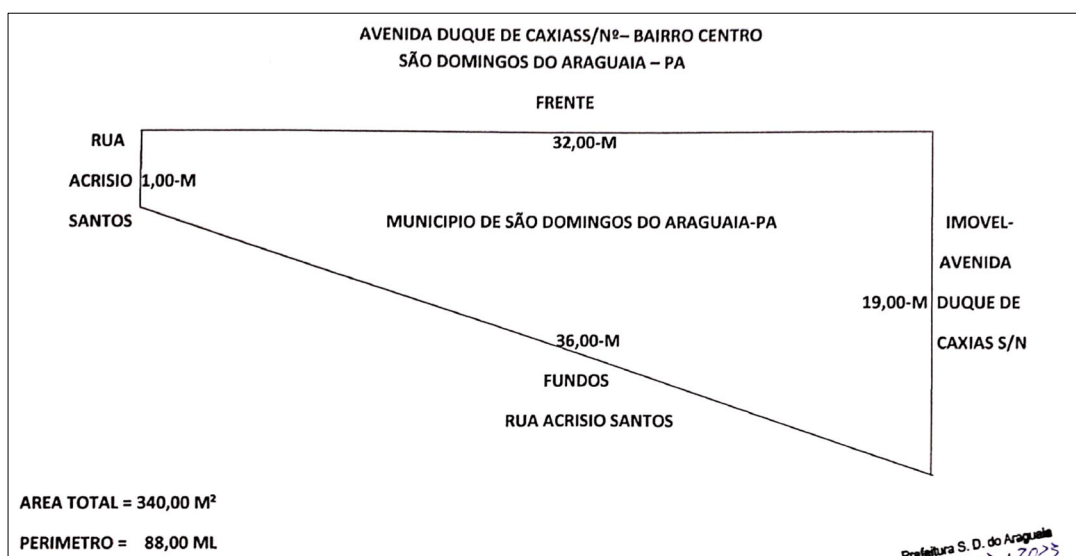 AVENIDA DUQUE DE CAXIASS/Nº– BAIRRO CENTRO
SÃO DOMINGOS DO ARAGUAIA – PA
FRENTE
32,00-M
RUA
ACRISIO
SANTOS
1,00-M
MUNICIPIO DE SÃO DOMINGOS DO ARAGUAIA-PA
IMOVEL-
AVENIDA
DUQUE DE
CAXIAS S/N
19,00-M
36,00-M
FUNDOS
RUA ACRISIO SANTOS
AREA TOTAL = 340,00 M²
PERIMETRO = 88,00 ML
Prefeitura S. D. do Araguaia
2023